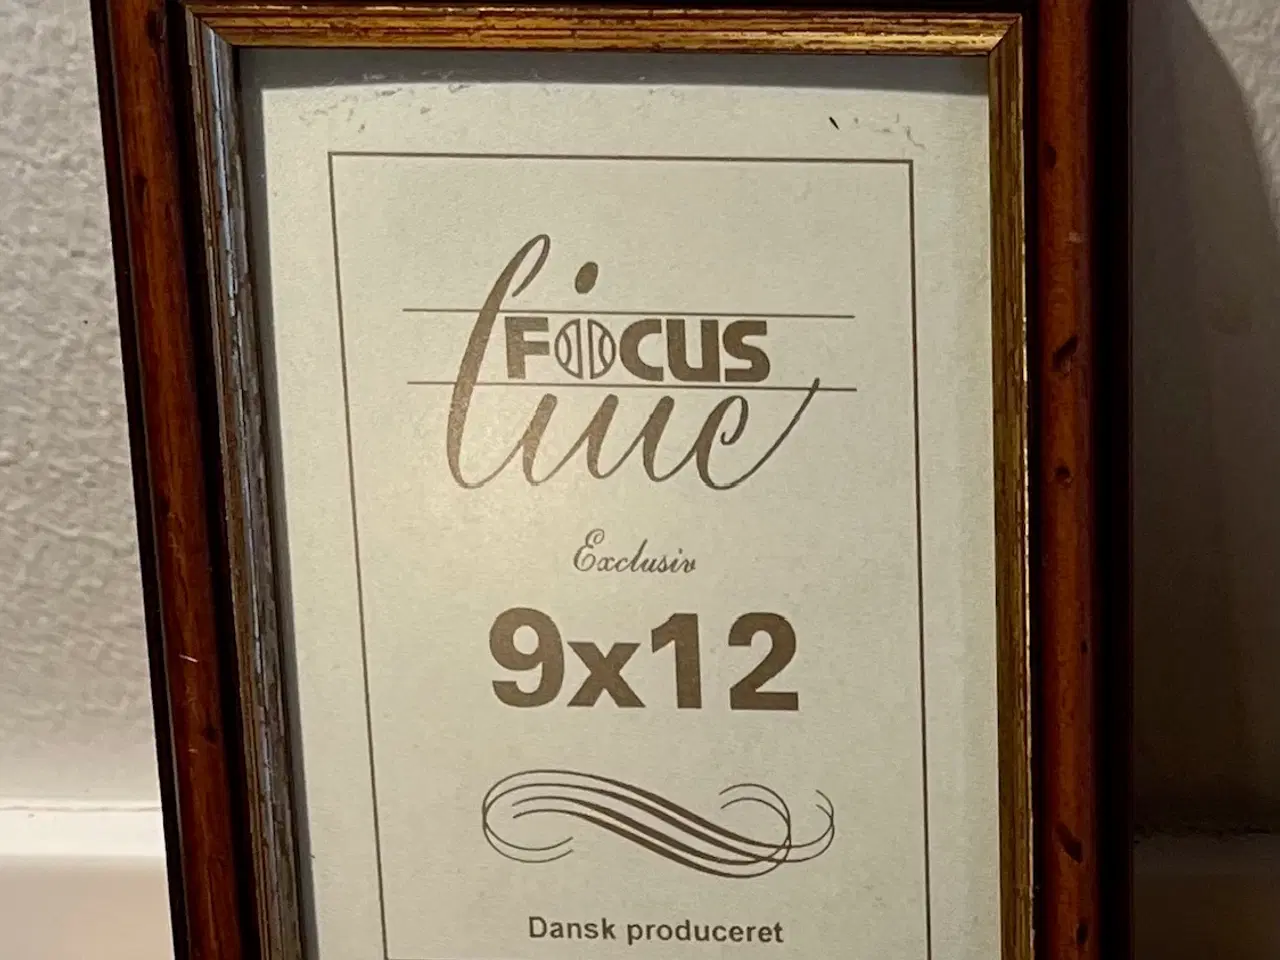 FOCUS
Line
Exclusiv
9x12
Dansk produceret